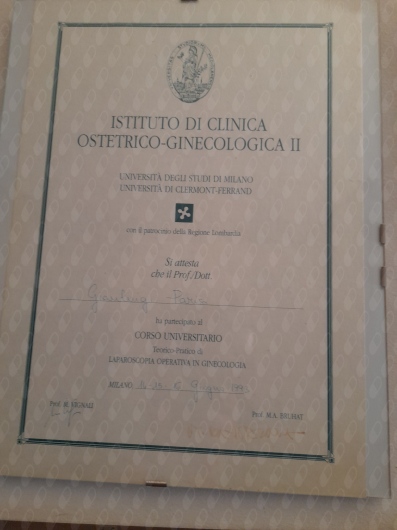 ISTITUTO DI CLINICA
OSTETRICO-GINECOLOGICA II
UNIVERSITÀ DEGLI STUDI DI MILANO
UNIVERSITÀ DI CLERMONT-FERRAND
con il patrocinio della Regione Lombardia
Si attesta
che il Prof./Dott.
ha partecipato al
CORSO UNIVERSITARIO
Teorico-Pratico di
LAPAROSCOPIA OPERATIVA IN GINECOLOGIA
MILANO,
Prof. M. VIGNALI
Prof. M.A. BRUHAT